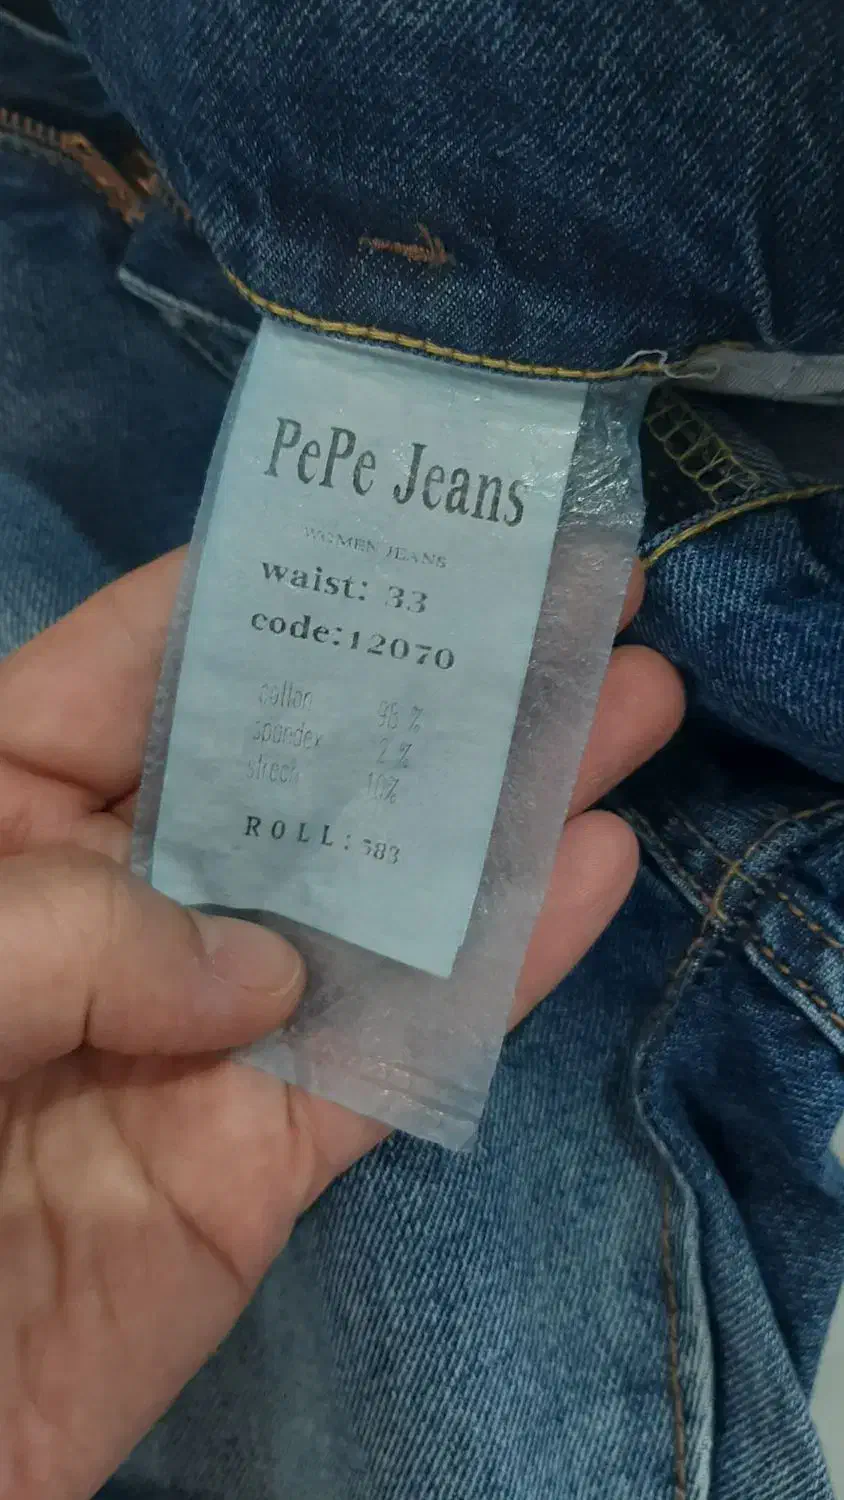 PePe Jeans
WOMEN JEANS
waist: 33
code:12070
cotton 98 %
spandex 2 %
strech 10%
ROLL:583